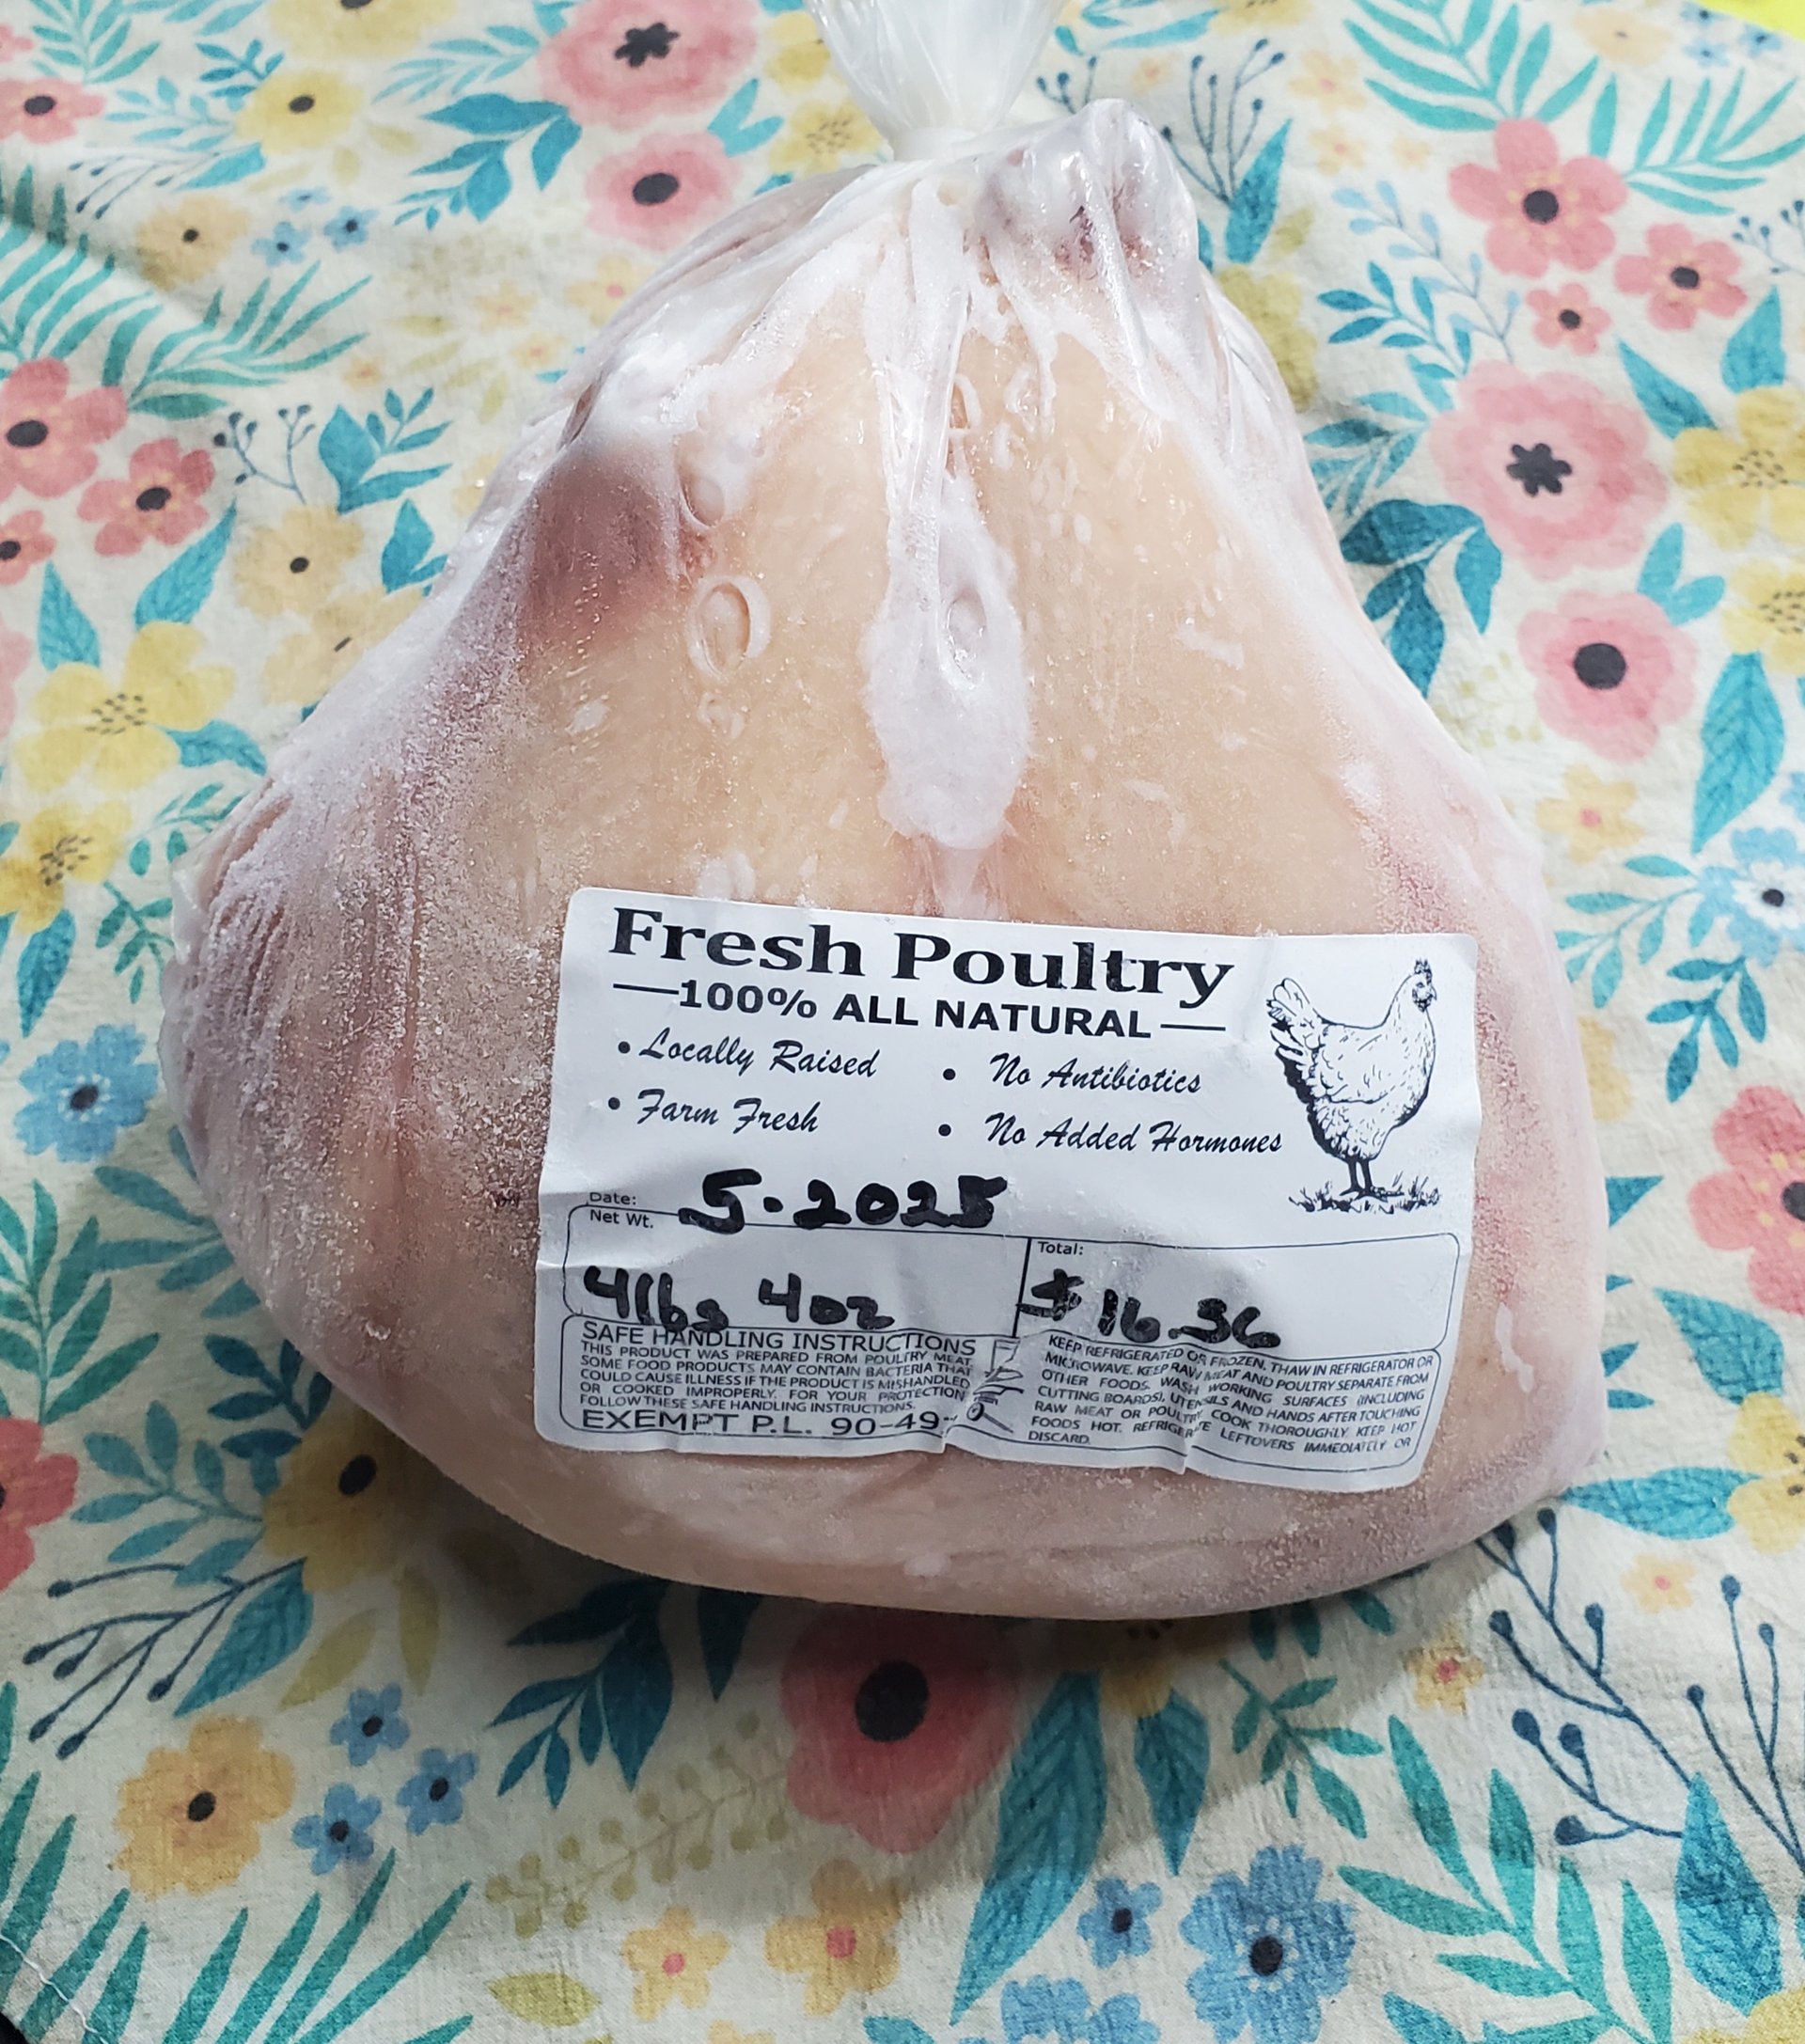 Fresh Poultry
100% ALL NATURAL
• Locally Raised
• Farm Fresh
• No Antibiotics
• No Added Hormones
Date: 5.2025
Net Wt.
4lbs 4oz
Total:
$16.36
SAFE HANDLING INSTRUCTIONS
THIS PRODUCT WAS PREPARED FROM POULTRY MEAT.
SOME FOOD PRODUCTS MAY CONTAIN BACTERIA THAT
COULD CAUSE ILLNESS IF THE PRODUCT IS MISHANDLED
OR COOKED IMPROPERLY. FOR YOUR PROTECTION
FOLLOW THESE SAFE HANDLING INSTRUCTIONS.
EXEMPT P.L. 90-49
KEEP REFRIGERATED OR FROZEN. THAW IN REFRIGERATOR OR
MICROWAVE. KEEP RAW MEAT AND POULTRY SEPARATE FROM
OTHER FOODS. WASH WORKING SURFACES (INCLUDING
CUTTING BOARDS), UTENSILS AND HANDS AFTER TOUCHING
RAW MEAT OR POULTRY. COOK THOROUGHLY. KEEP HOT
FOODS HOT. REFRIGERATE LEFTOVERS IMMEDIATELY OR
DISCARD.